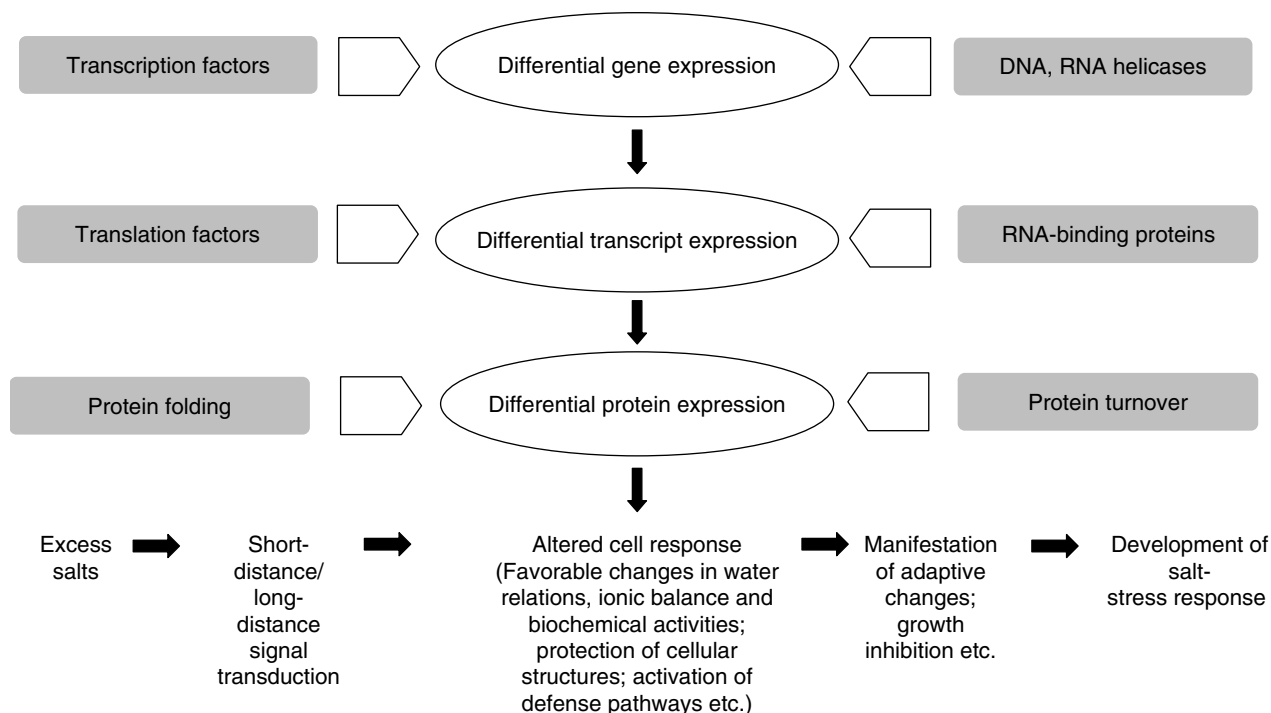 Transcription factors
Differential gene expression
DNA, RNA helicases
Translation factors
Differential transcript expression
RNA-binding proteins
Protein folding
Differential protein expression
Protein turnover
Excess
salts
Short-
distance/
long-
distance
signal
transduction
Altered cell response
(Favorable changes in water
relations, ionic balance and
biochemical activities;
protection of cellular
structures; activation of
defense pathways etc.)
Manifestation
of adaptive
changes;
growth
inhibition etc.
Development of
salt-
stress response